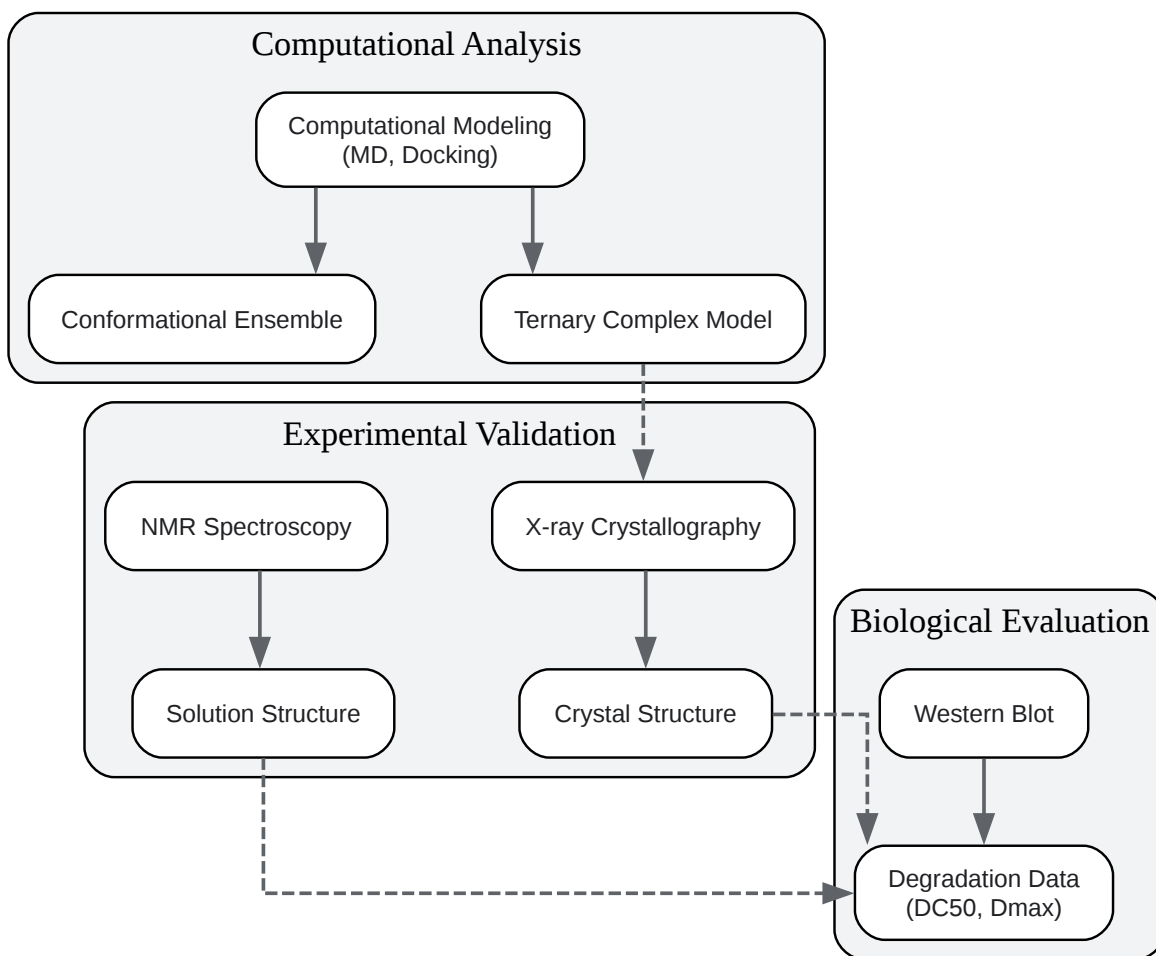 Computational Analysis
Computational Modeling
(MD, Docking)
Conformational Ensemble
Ternary Complex Model
Experimental Validation
NMR Spectroscopy
X-ray Crystallography
Solution Structure
Crystal Structure
Biological Evaluation
Western Blot
Degradation Data
(DC50, Dmax)